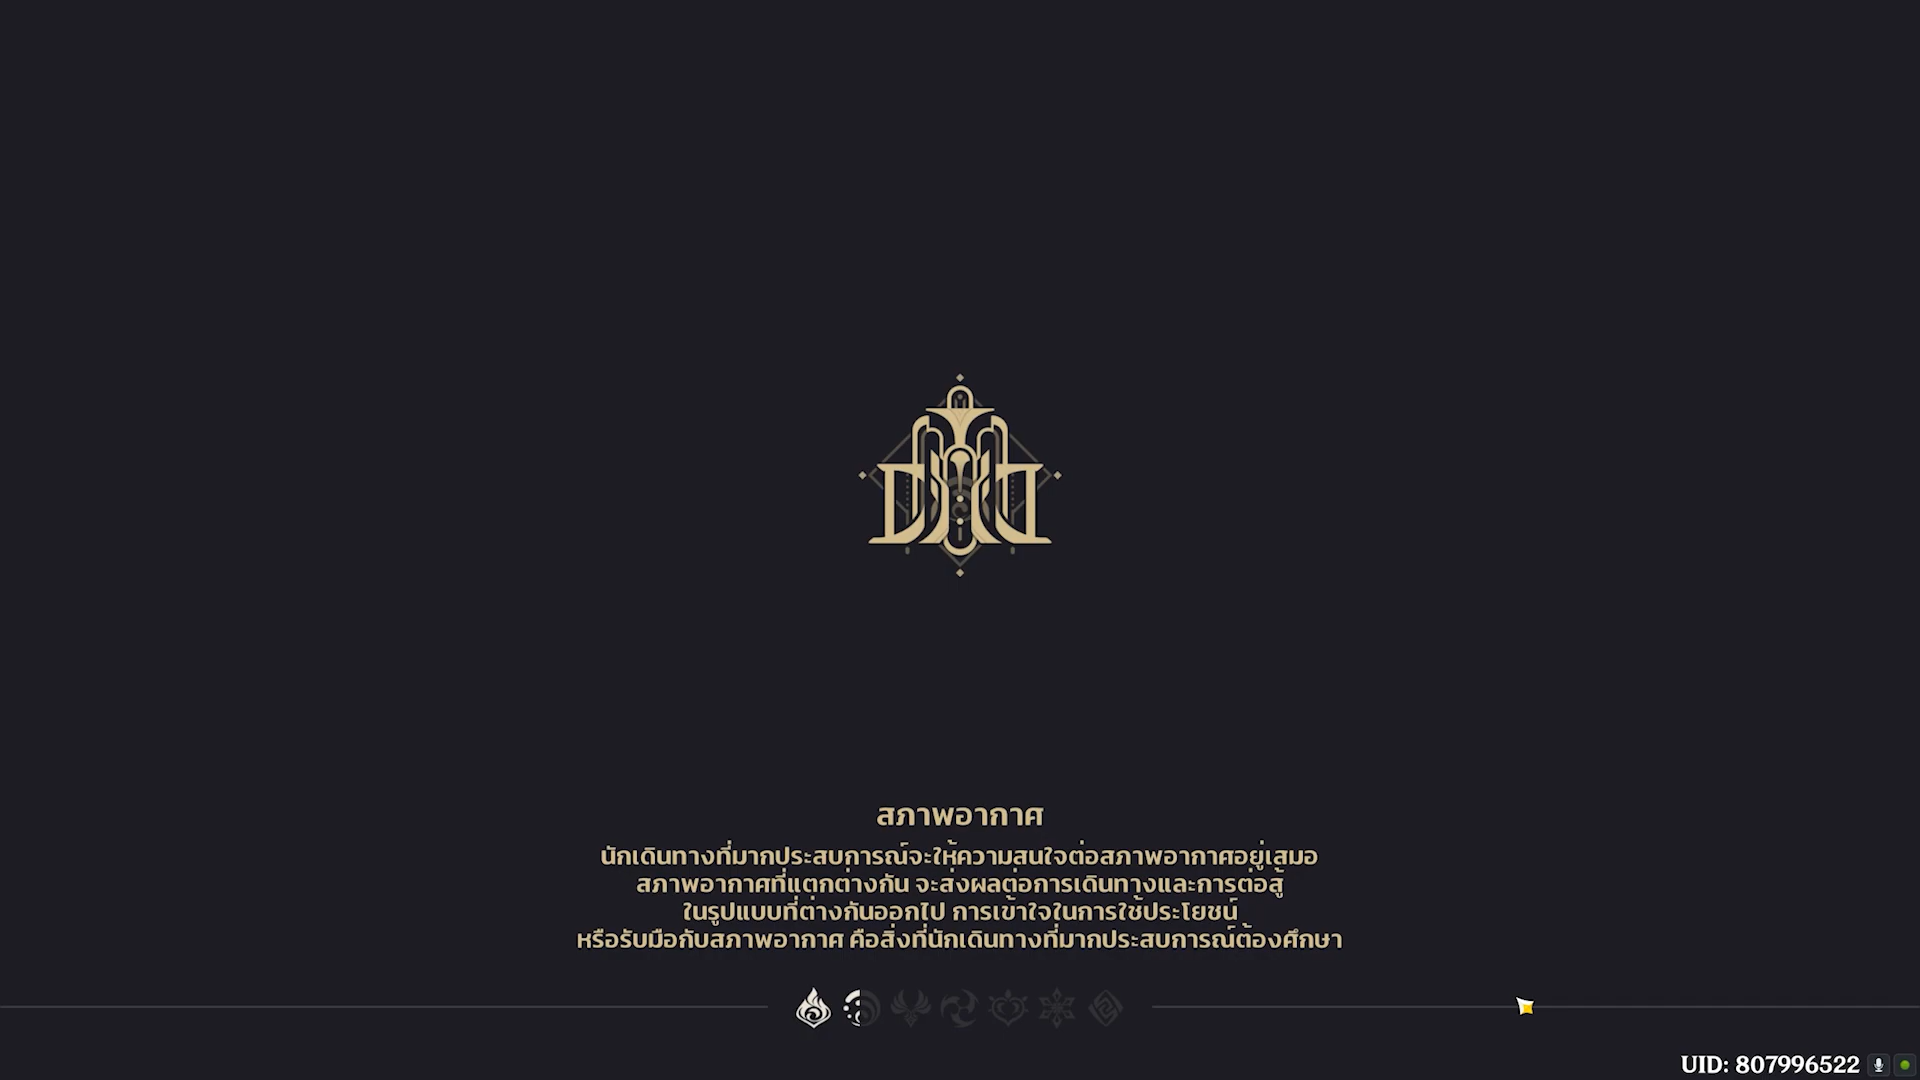 สภาพอากาศ
นักเดินทางที่มากประสบการณ์จะให้ความสนใจต่อสภาพอากาศอยู่เสมอ
สภาพอากาศที่แตกต่างกัน จะส่งผลต่อการเดินทางและการต่อสู้
ในรูปแบบที่ต่างกันออกไป การเข้าใจในการใช้ประโยชน์
หรือรับมือกับสภาพอากาศ คือสิ่งที่นักเดินทางที่มากประสบการณ์ต้องศึกษา
UID: 807996522